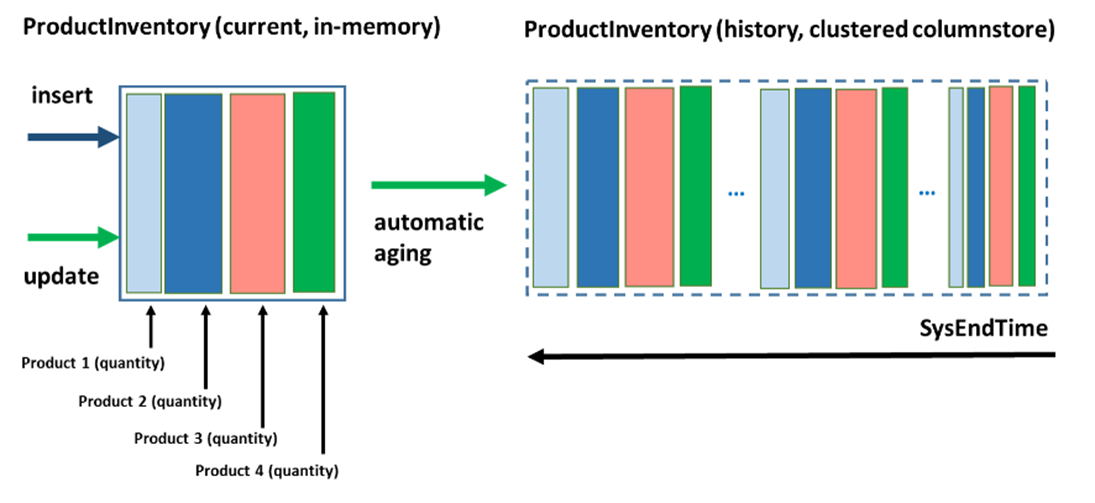 ProductInventory (current, in-memory)
ProductInventory (history, clustered columnstore)
insert
update
automatic
aging
...
...
SysEndTime
Product 1 (quantity)
Product 2 (quantity)
Product 3 (quantity)
Product 4 (quantity)